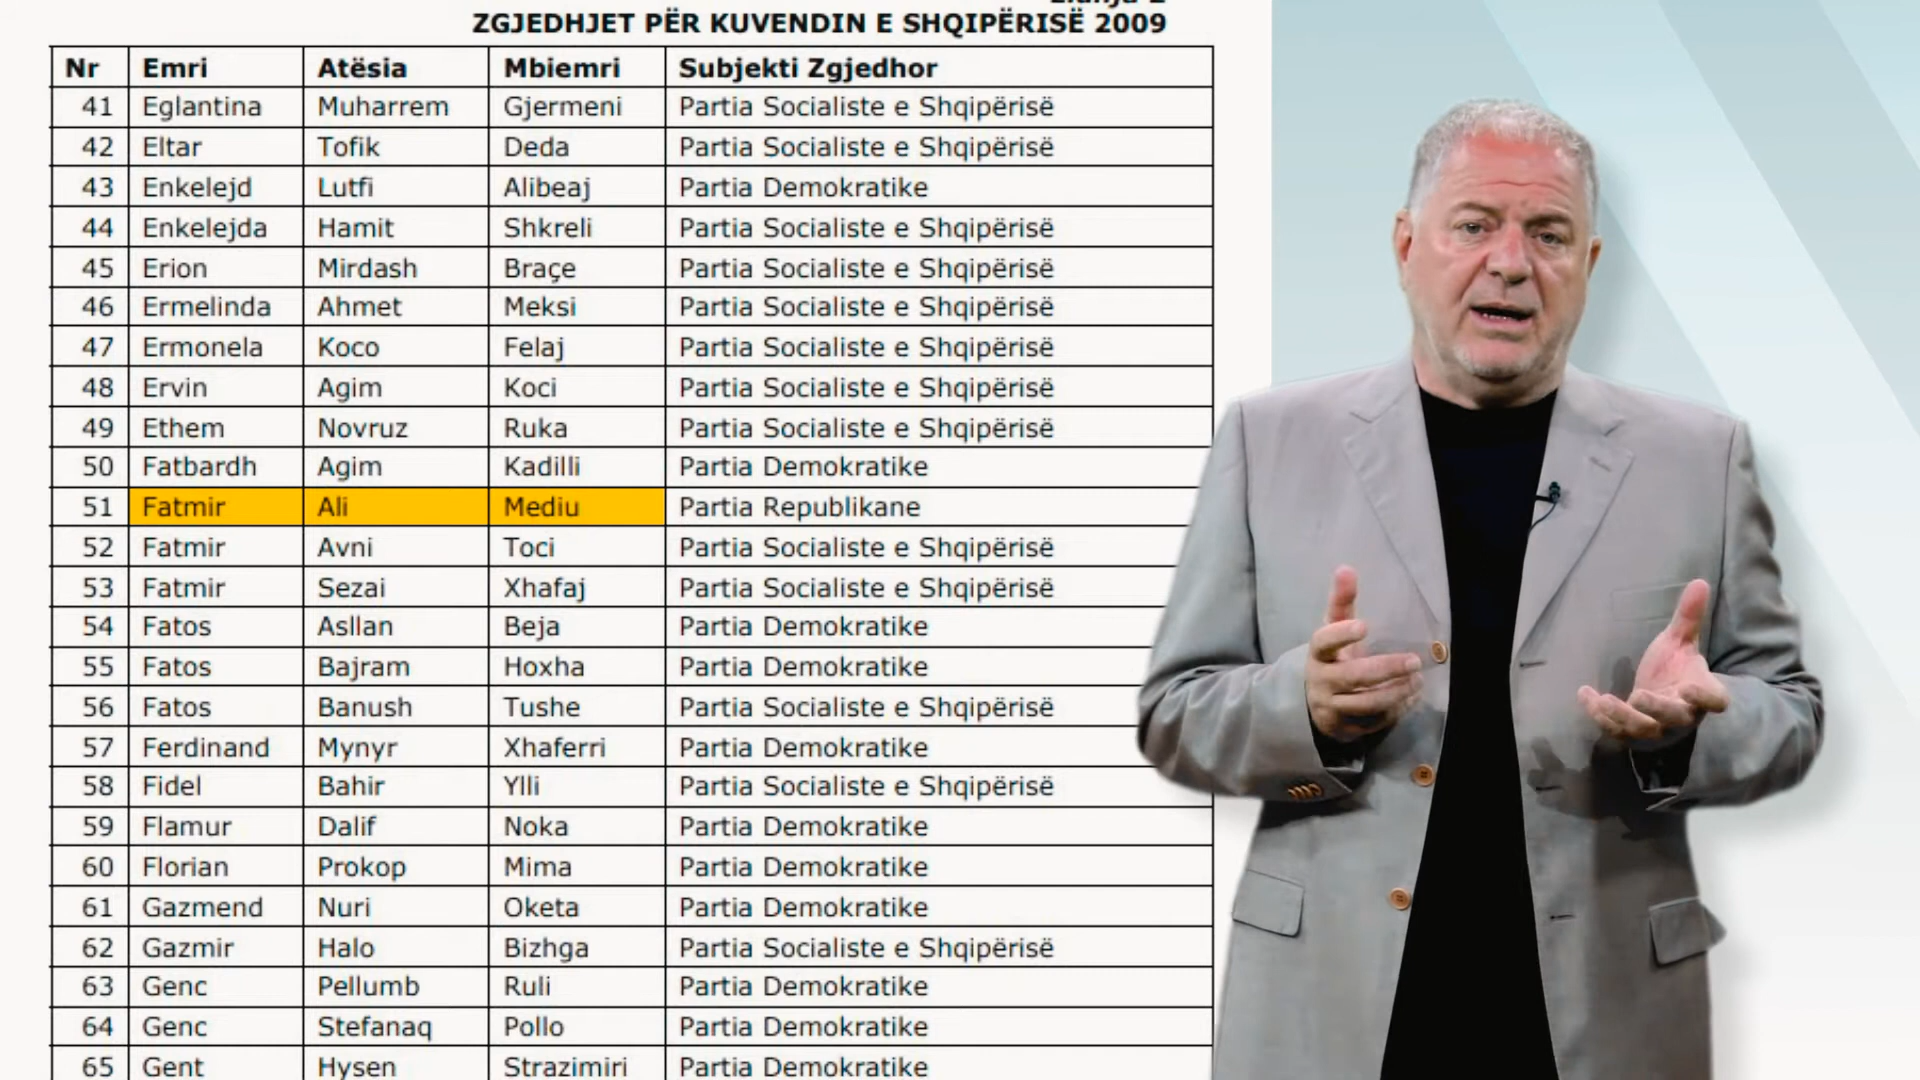 ZGJEDHJET PËR KUVENDIN E SHQIPËRISË 2009
Nr Emri Atësia Mbiemri Subjekti Zgjedhor
41 Eglantina Muharrem Gjermeni Partia Socialiste e Shqipërisë
42 Eltar Tofik Deda Partia Socialiste e Shqipërisë
43 Enkelejd Lutfi Alibeaj Partia Demokratike
44 Enkelejda Hamit Shkreli Partia Socialiste e Shqipërisë
45 Erion Mirdash Braçe Partia Socialiste e Shqipërisë
46 Ermelinda Ahmet Meksi Partia Socialiste e Shqipërisë
47 Ermonela Koco Felaj Partia Socialiste e Shqipërisë
48 Ervin Agim Koci Partia Socialiste e Shqipërisë
49 Ethem Novruz Ruka Partia Socialiste e Shqipërisë
50 Fatbardh Agim Kadilli Partia Demokratike
51 Fatmir Ali Mediu Partia Republikane
52 Fatmir Avni Toci Partia Socialiste e Shqipërisë
53 Fatmir Sezai Xhafaj Partia Socialiste e Shqipërisë
54 Fatos Asllan Beja Partia Demokratike
55 Fatos Bajram Hoxha Partia Demokratike
56 Fatos Banush Tushe Partia Socialiste e Shqipërisë
57 Ferdinand Mynyr Xhaferri Partia Demokratike
58 Fidel Bahir Ylli Partia Socialiste e Shqipërisë
59 Flamur Dalif Noka Partia Demokratike
60 Florian Prokop Mima Partia Demokratike
61 Gazmend Nuri Oketa Partia Demokratike
62 Gazmir Halo Bizhga Partia Socialiste e Shqipërisë
63 Genc Pellumb Ruli Partia Demokratike
64 Genc Stefanaq Pollo Partia Demokratike
65 Gent Hysen Strazimiri Partia Demokratike